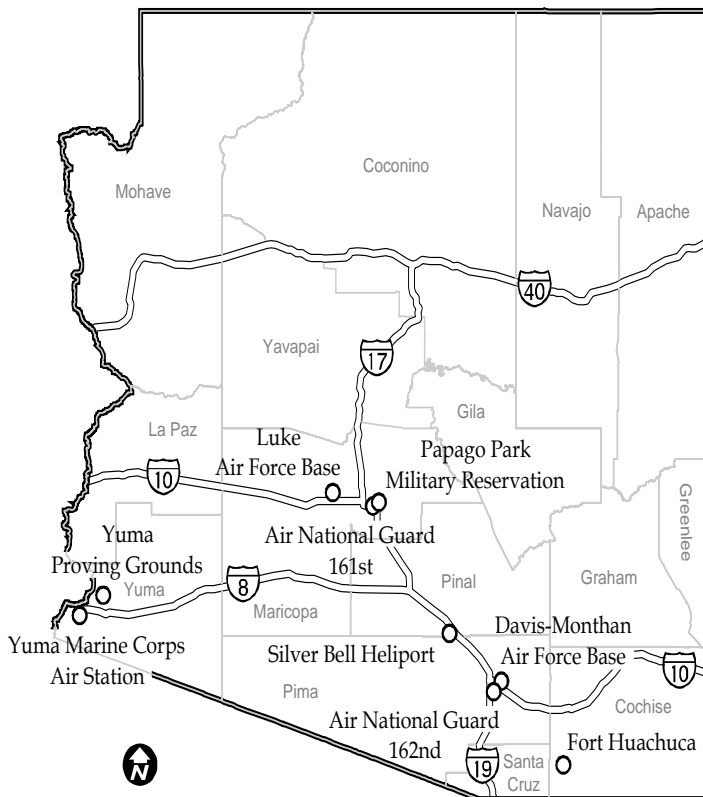 Coconino
Mohave
Navajo
Apache
40
Yavapai
17
Gila
La Paz
Luke
Air Force Base
Papago Park
Military Reservation
10
Greenlee
Yuma
Proving Grounds
Air National Guard
161st
Yuma
8
Pinal
Graham
Maricopa
Yuma Marine Corps
Air Station
Silver Bell Heliport
Davis-Monthan
Air Force Base
10
Pima
Cochise
Air National Guard
162nd
Fort Huachuca
19
Santa
Cruz
N